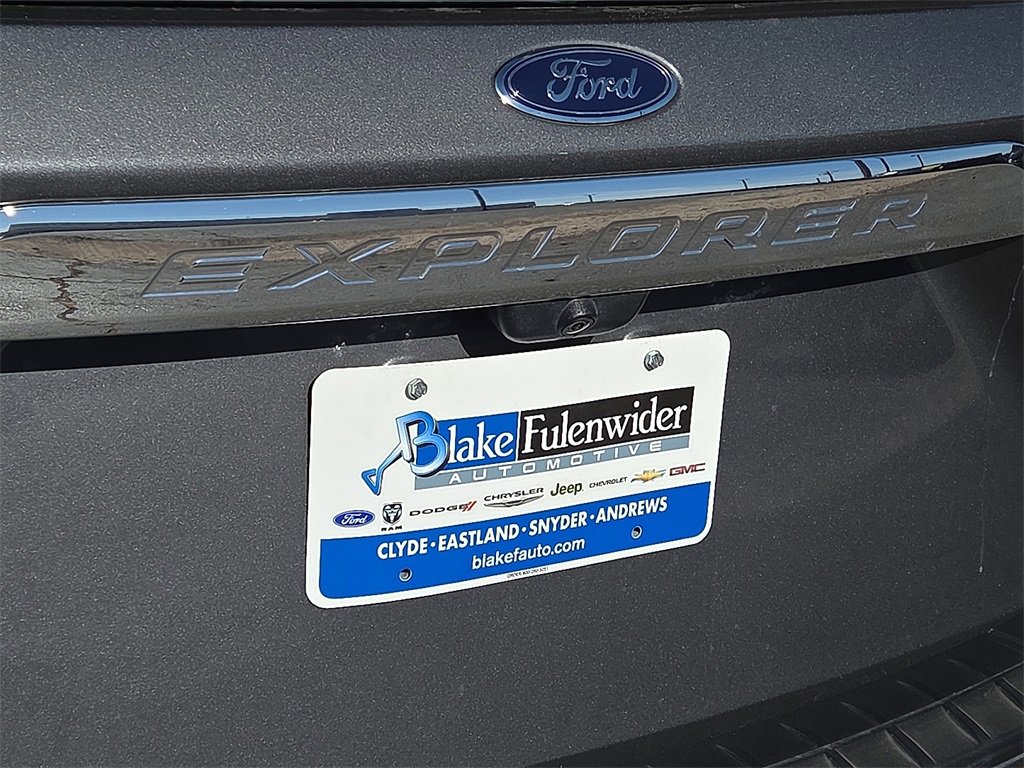 Ford
EXPLORER
Blake Fulenwider
AUTOMOTIVE
Ford RAM DODGE CHRYSLER Jeep CHEVROLET GMC
CLYDE · EASTLAND · SNYDER · ANDREWS
blakefauto.com